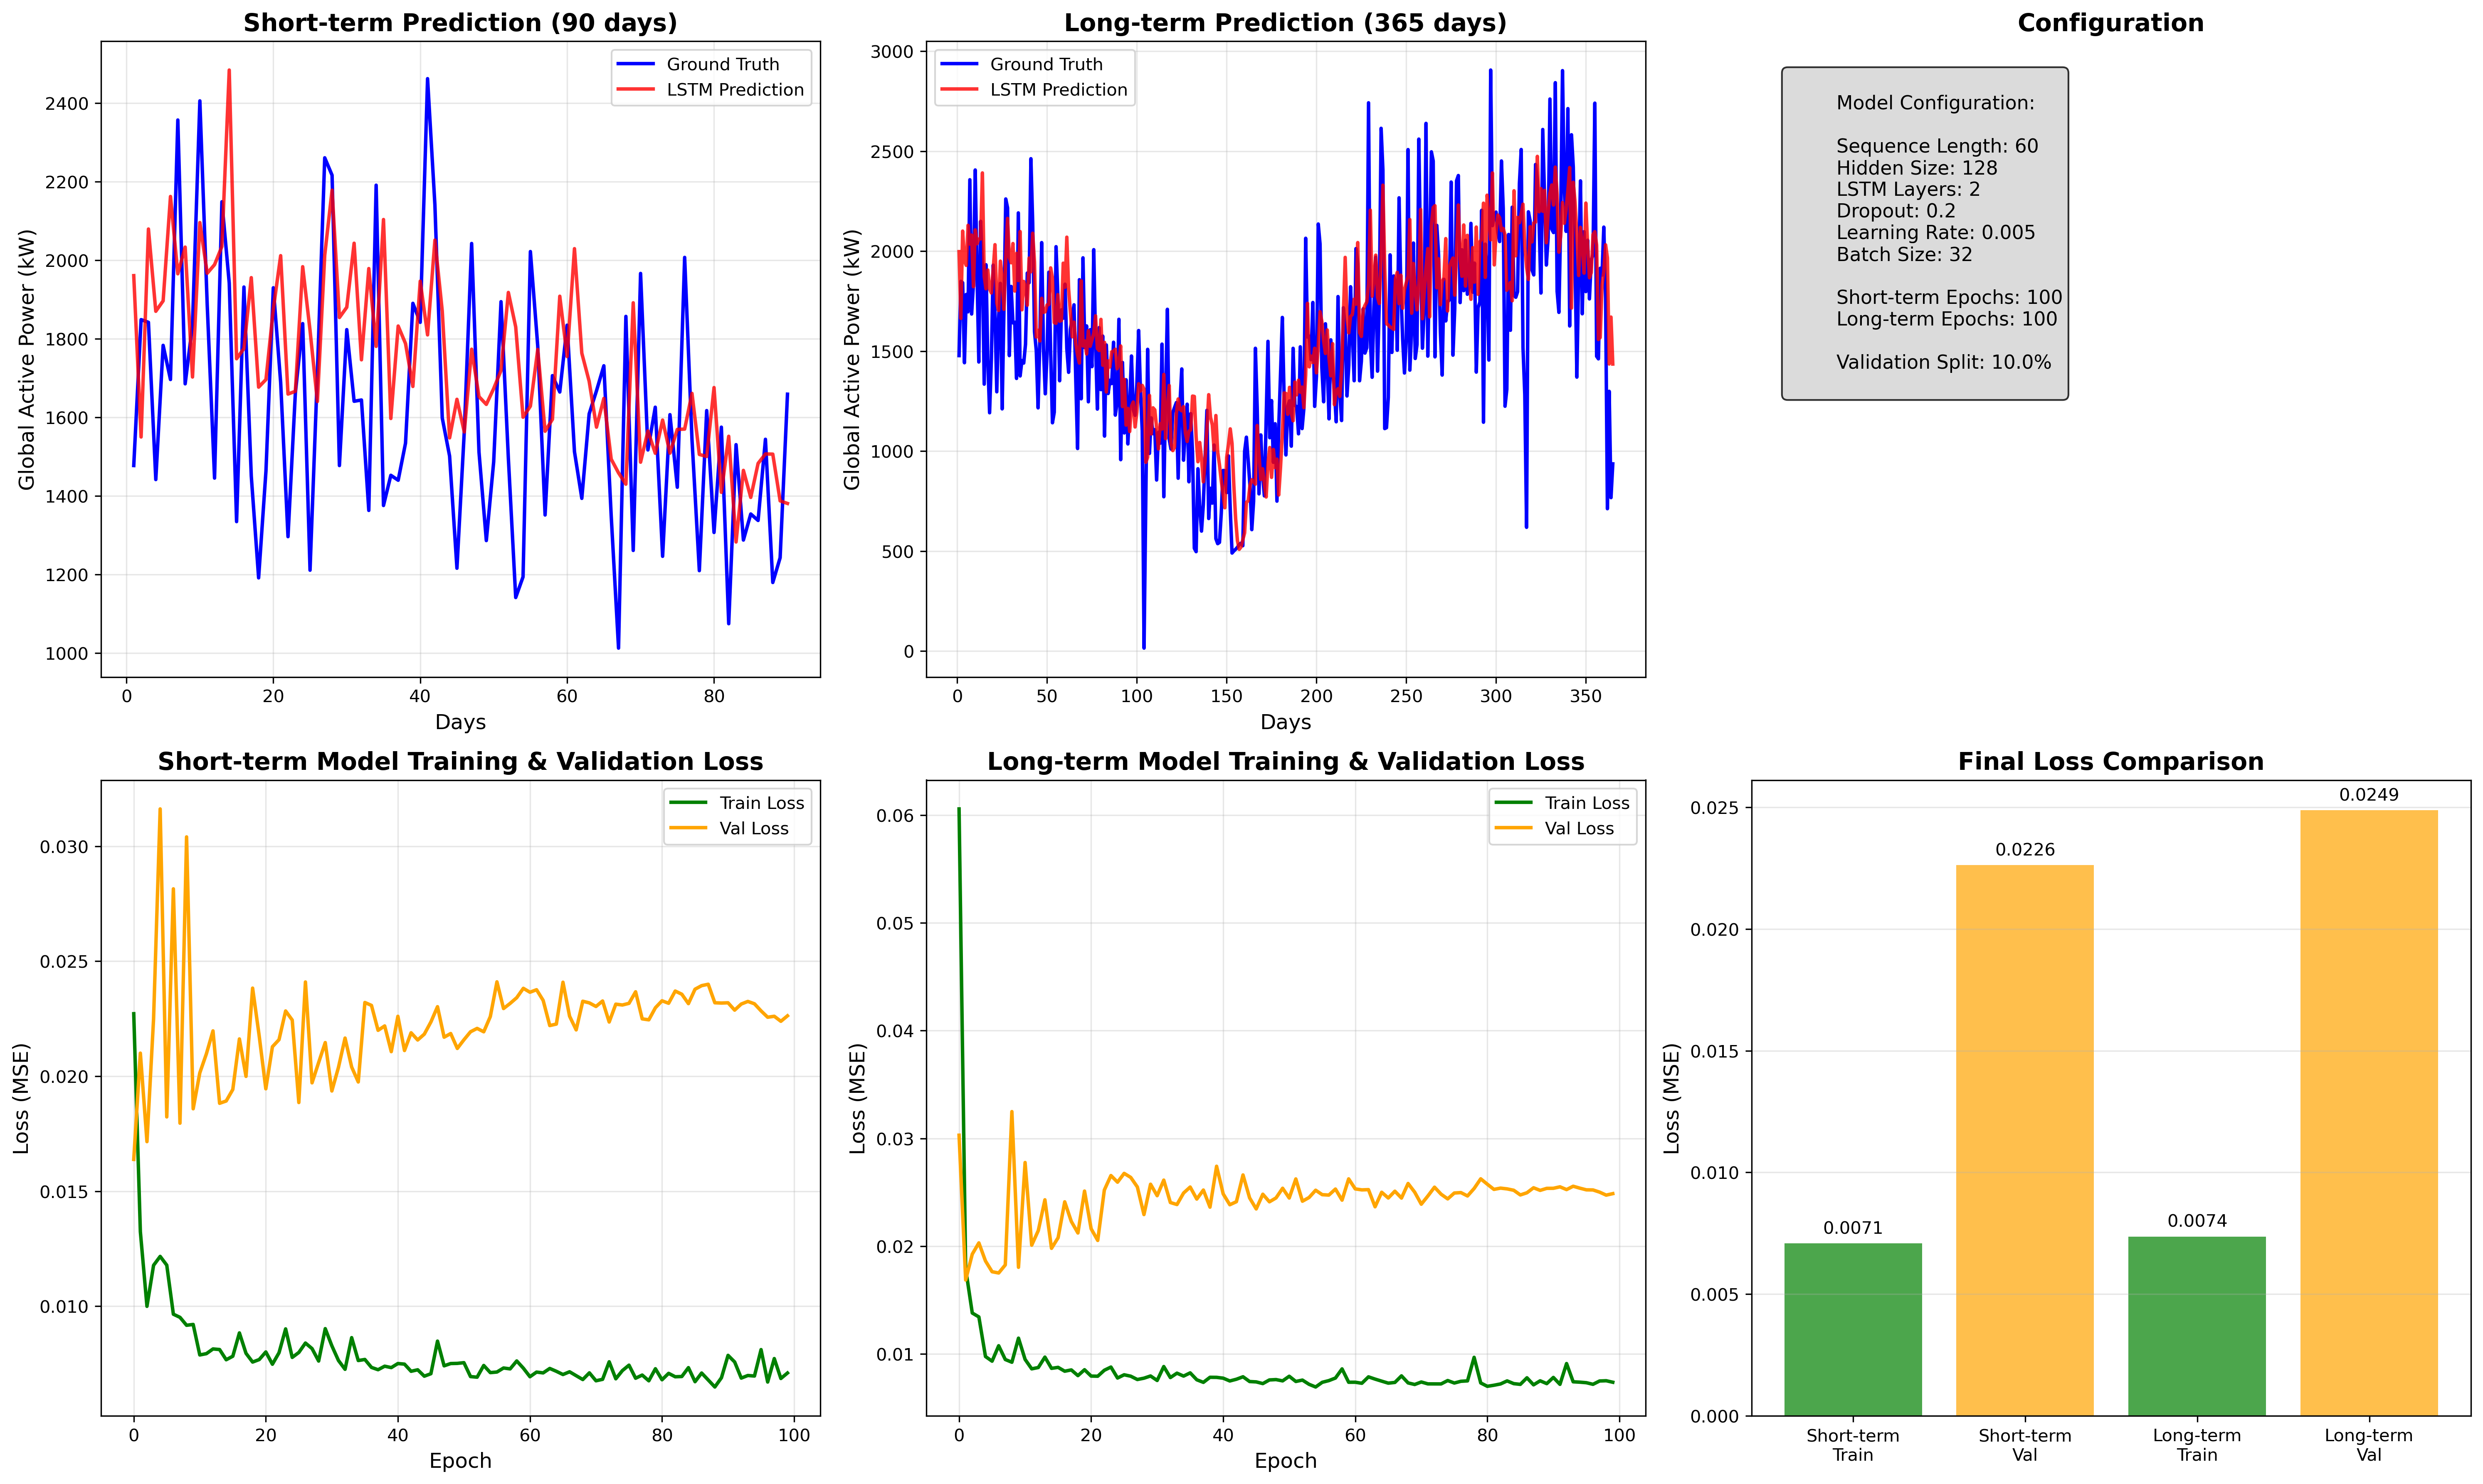 Short-term Prediction (90 days)
Global Active Power (kW)
2400
2200
2000
1800
1600
1400
1200
1000
Ground Truth
LSTM Prediction
0 20 40 60 80
Days
Long-term Prediction (365 days)
Global Active Power (kW)
3000
2500
2000
1500
1000
500
0
Ground Truth
LSTM Prediction
0 50 100 150 200 250 300 350
Days
Configuration
Model Configuration:
Sequence Length: 60
Hidden Size: 128
LSTM Layers: 2
Dropout: 0.2
Learning Rate: 0.005
Batch Size: 32
Short-term Epochs: 100
Long-term Epochs: 100
Validation Split: 10.0%
Short-term Model Training & Validation Loss
Loss (MSE)
0.030
0.025
0.020
0.015
0.010
Train Loss
Val Loss
0 20 40 60 80 100
Epoch
Long-term Model Training & Validation Loss
Loss (MSE)
0.06
0.05
0.04
0.03
0.02
0.01
Train Loss
Val Loss
0 20 40 60 80 100
Epoch
Final Loss Comparison
Loss (MSE)
0.025
0.020
0.015
0.010
0.005
0.000
0.0071
0.0226
0.0074
0.0249
Short-term
Train
Short-term
Val
Long-term
Train
Long-term
Val